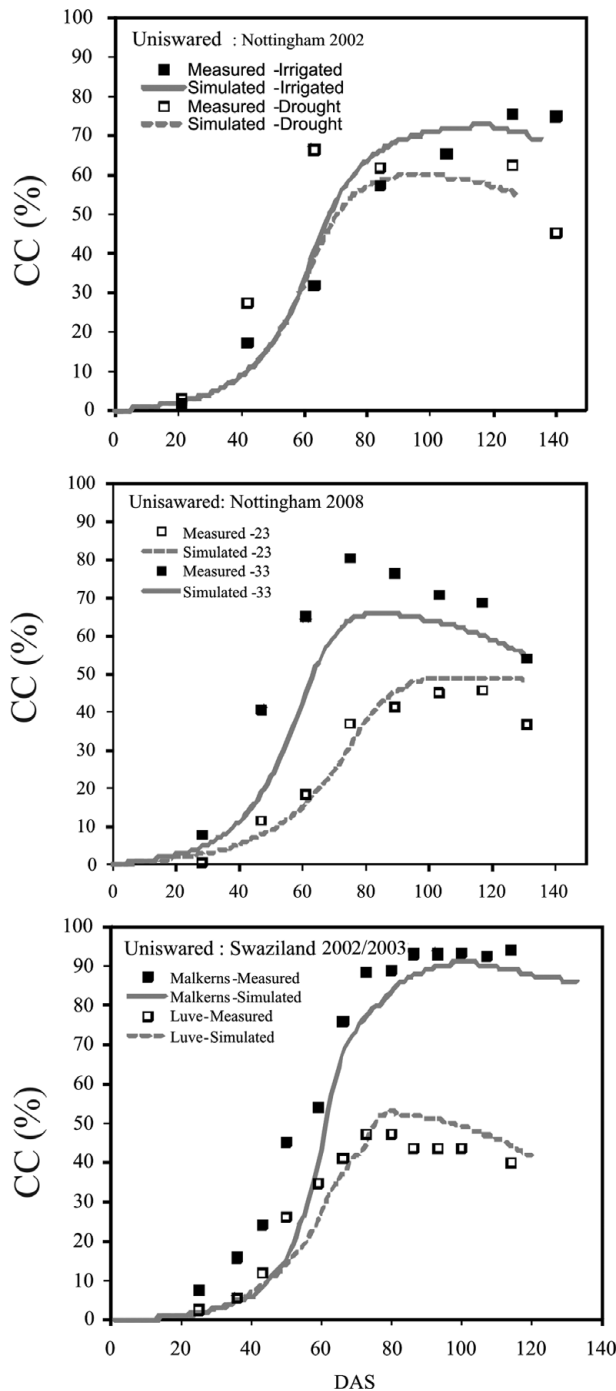 Uniswared : Nottingham 2002
Measured -Irrigated
Simulated -Irrigated
Measured -Drought
Simulated -Drought
CC (%)
100
90
80
70
60
50
40
30
20
10
0
0 20 40 60 80 100 120 140
Unisawared: Nottingham 2008
Measured -23
Simulated -23
Measured -33
Simulated -33
CC (%)
100
90
80
70
60
50
40
30
20
10
0
0 20 40 60 80 100 120 140
Uniswared : Swaziland 2002/2003
Malkerns-Measured
Malkerns-Simulated
Luve-Measured
Luve-Simulated
CC (%)
100
90
80
70
60
50
40
30
20
10
0
0 20 40 60 80 100 120 140
DAS